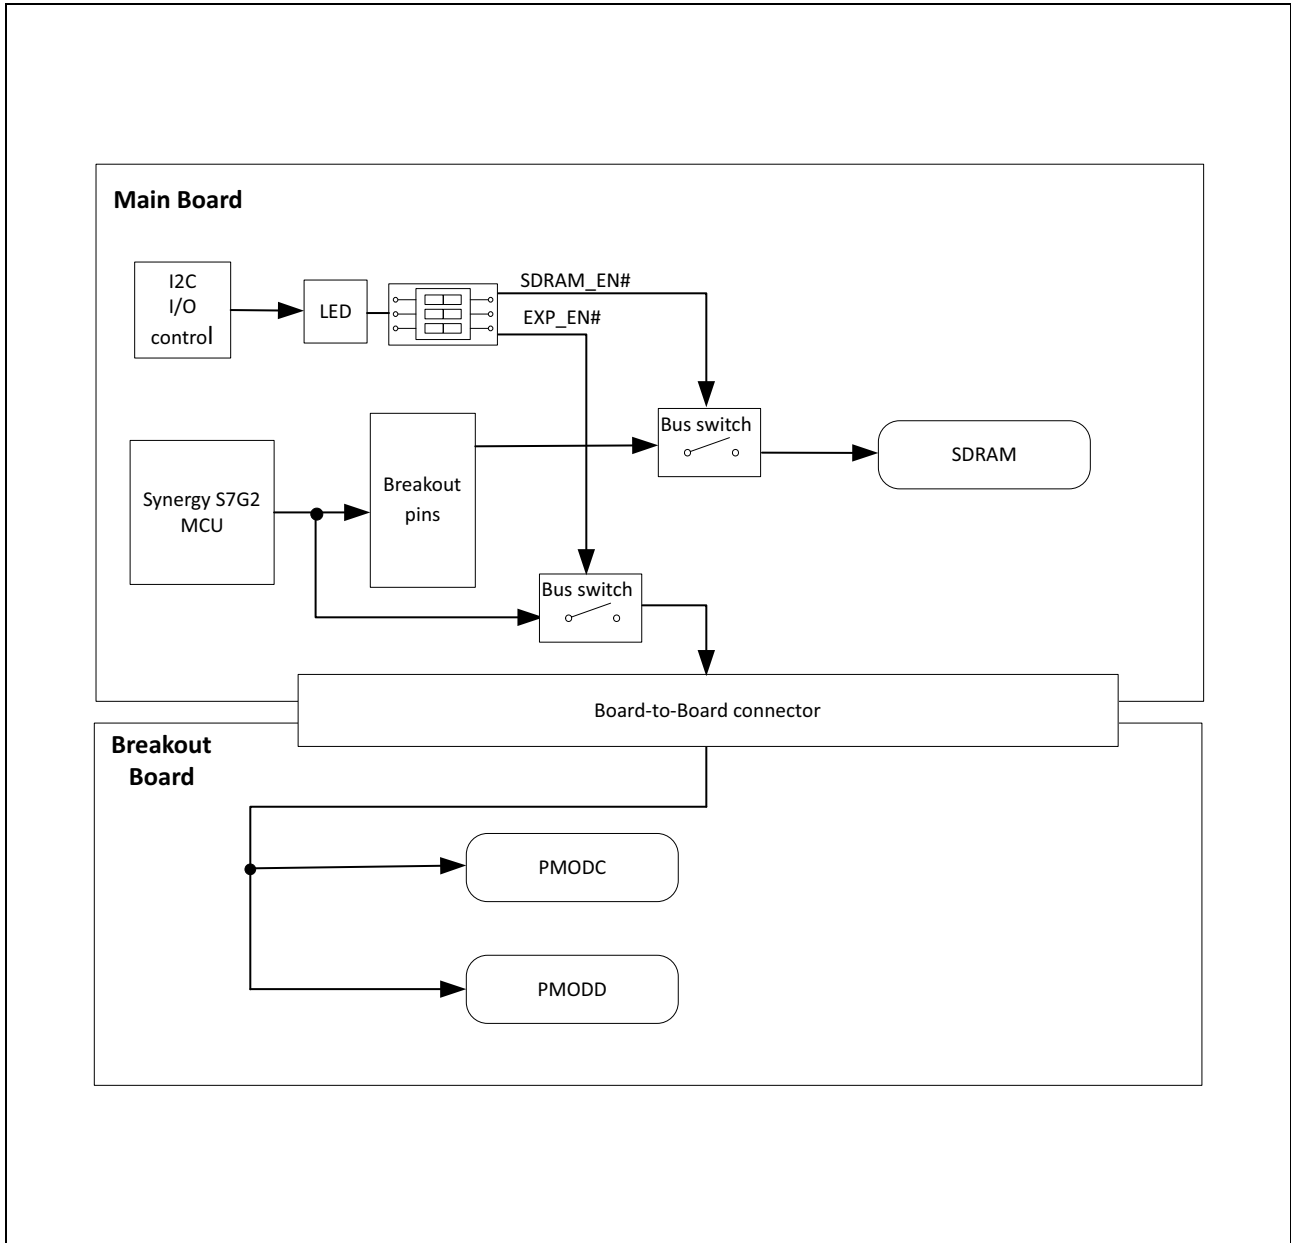 Main Board
I2C
I/O
control
LED
SDRAM_EN#
EXP_EN#
Bus switch
SDRAM
Synergy S7G2
MCU
Breakout
pins
Bus switch
Board-to-Board connector
Breakout
Board
PMODC
PMODD